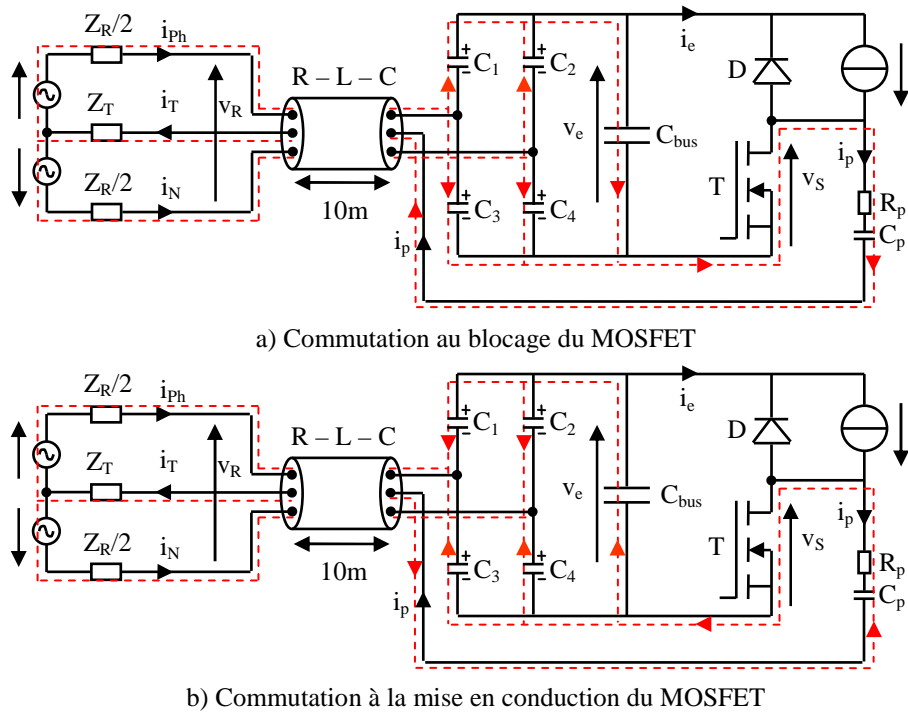 Z_R/2 i_Ph
R – L – C
C_1 C_2
i_e
D
Z_T i_T v_R
v_e C_bus
i_p
Z_R/2 i_N
10m
T v_S
R_p
C_3 C_4
C_p
i_p
a) Commutation au blocage du MOSFET
Z_R/2 i_Ph
R – L – C
C_1 C_2
i_e
D
Z_T i_T v_R
v_e C_bus
i_p
Z_R/2 i_N
10m
T v_S
R_p
C_3 C_4
C_p
i_p
b) Commutation à la mise en conduction du MOSFET